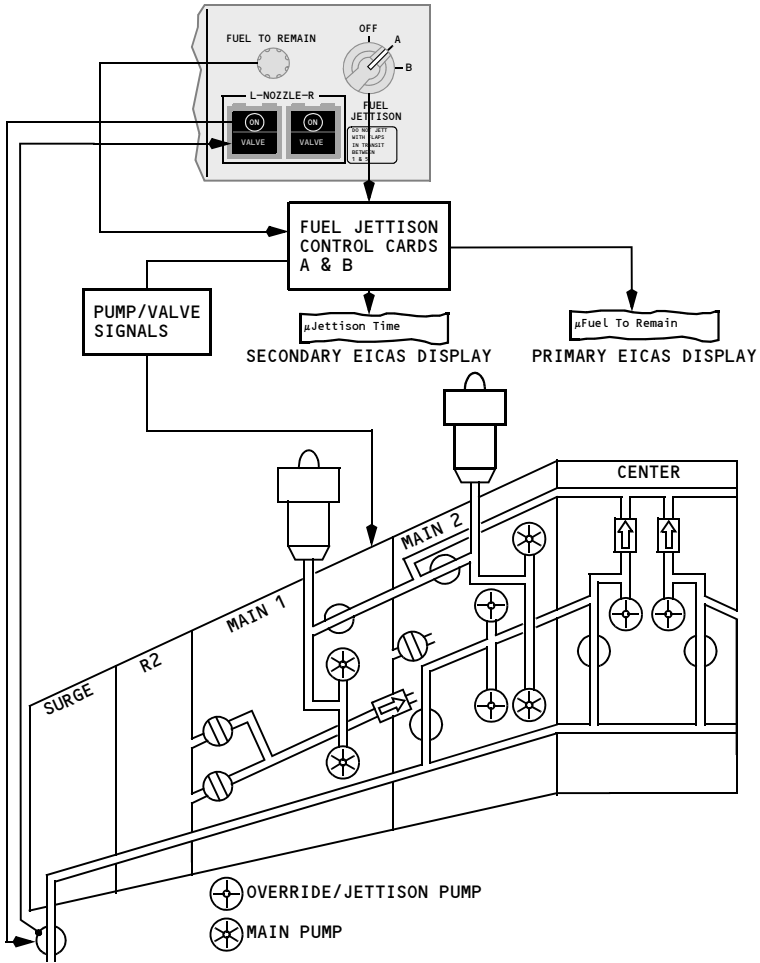 OFF
FUEL TO REMAIN
A
B
L-NOZZLE-R
FUEL
JETTISON
ON
ON
VALVE
VALVE
DO NOT JETT
WITH FLAPS
IN TRANSIT
BETWEEN
1 & 5
FUEL JETTISON
CONTROL CARDS
A & B
PUMP/VALVE
SIGNALS
µJettison Time
µFuel To Remain
SECONDARY EICAS DISPLAY
PRIMARY EICAS DISPLAY
CENTER
MAIN 2
MAIN 1
R2
SURGE
OVERRIDE/JETTISON PUMP
MAIN PUMP